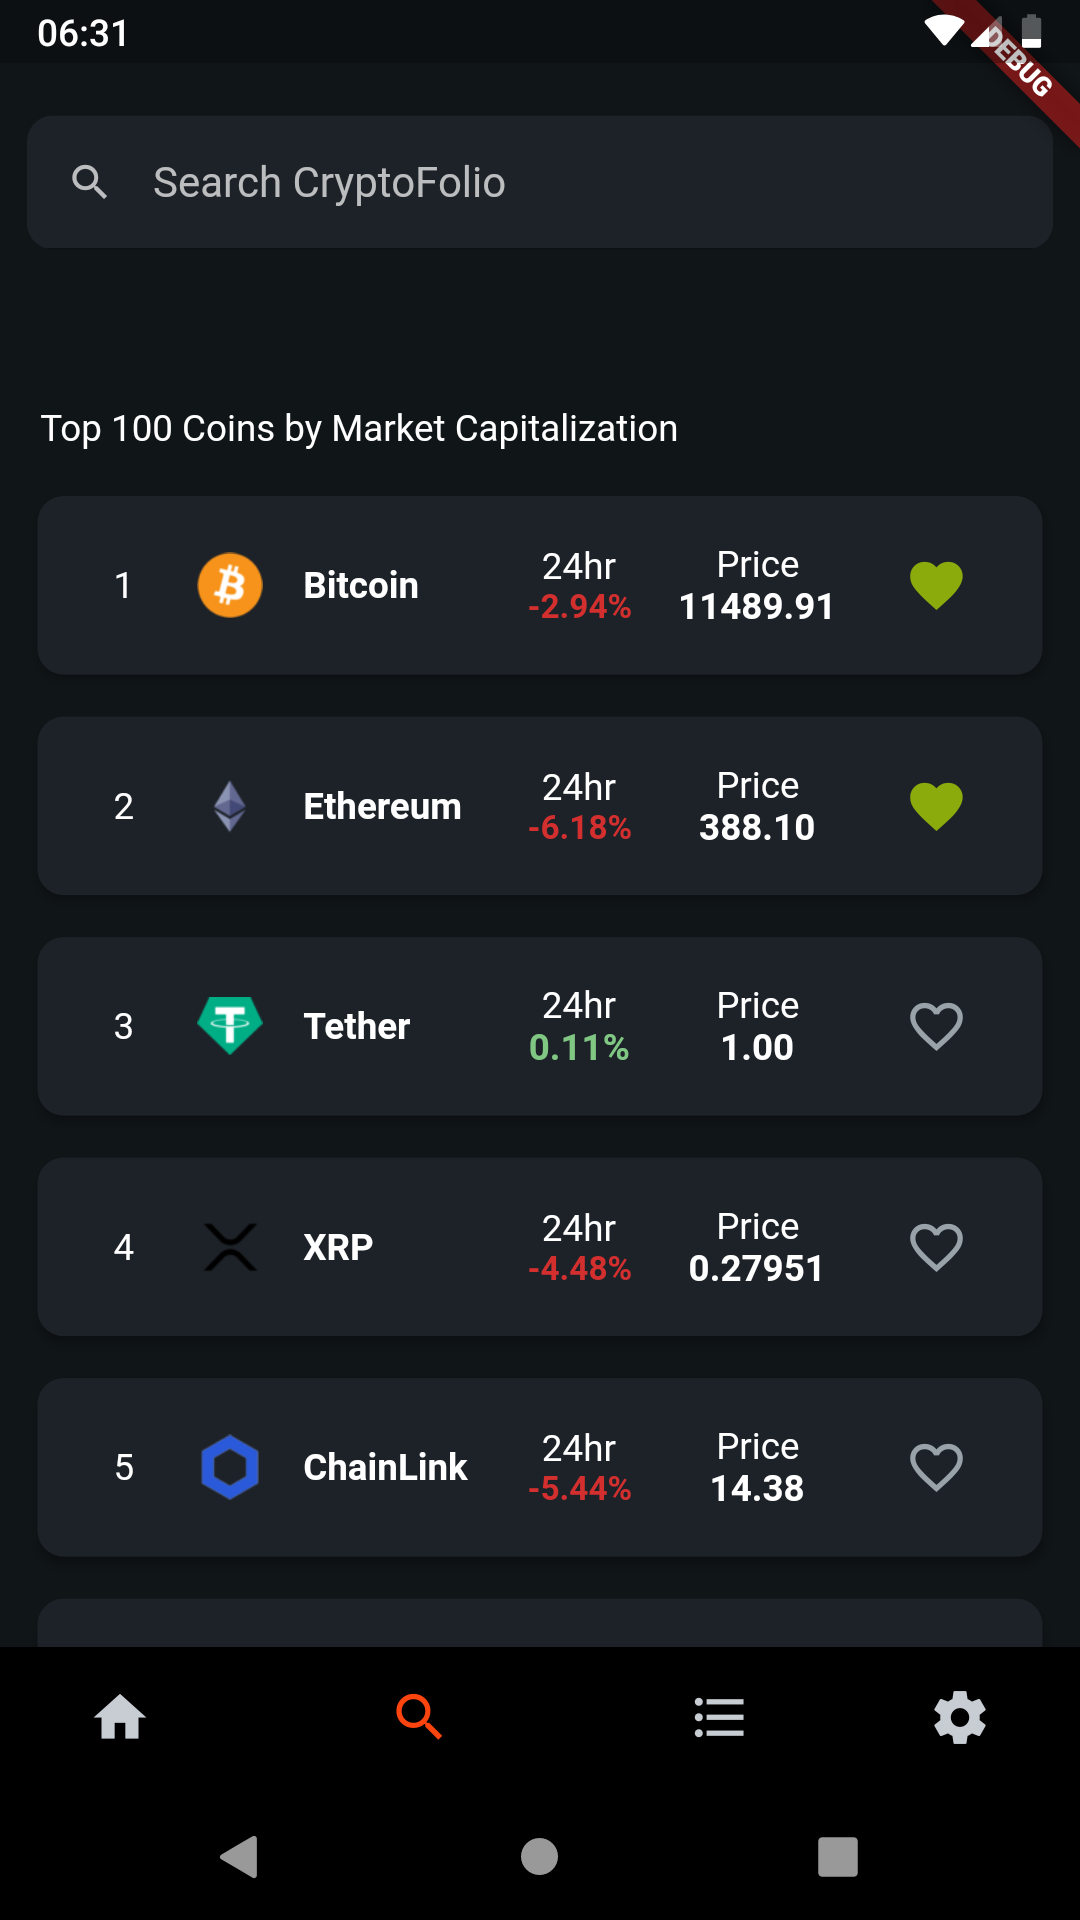 06:31
DEBUG
Search CryptoFolio
Top 100 Coins by Market Capitalization
1 Bitcoin 24hr Price
-2.94% 11489.91
2 Ethereum 24hr Price
-6.18% 388.10
3 Tether 24hr Price
0.11% 1.00
4 XRP 24hr Price
-4.48% 0.27951
5 ChainLink 24hr Price
-5.44% 14.38